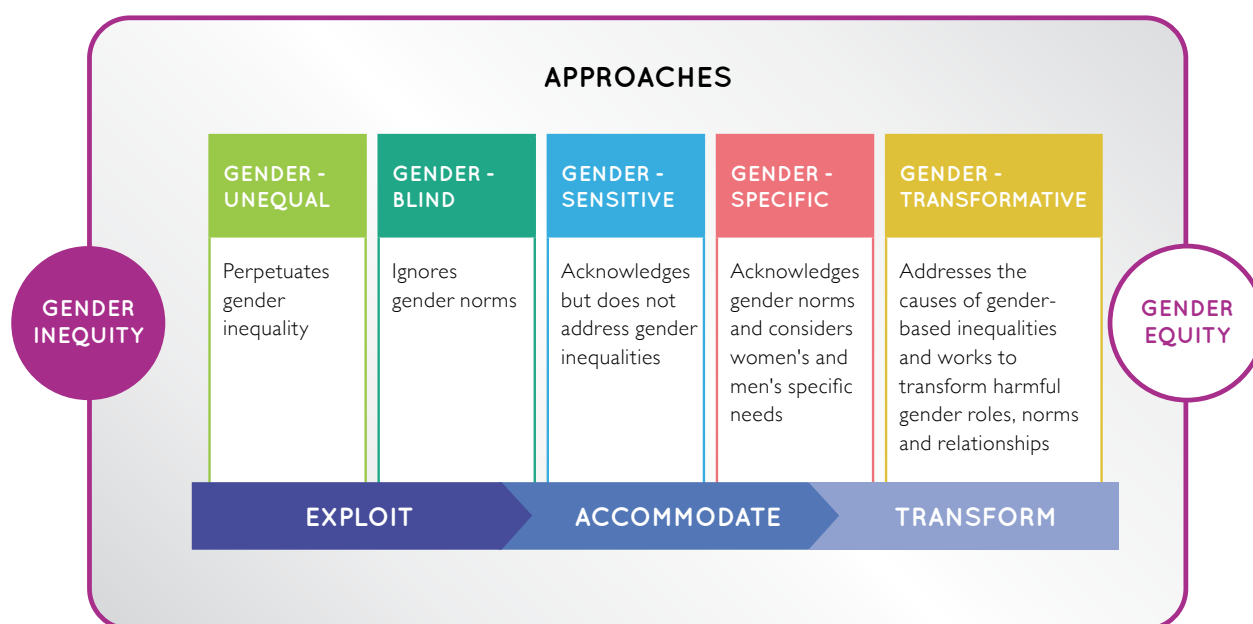 APPROACHES
GENDER -
UNEQUAL
Perpetuates
gender
inequality
GENDER -
BLIND
Ignores
gender norms
GENDER -
SENSITIVE
Acknowledges
but does not
address gender
inequalities
GENDER -
SPECIFIC
Acknowledges
gender norms
and considers
women's and
men's specific
needs
GENDER -
TRANSFORMATIVE
Addresses the
causes of gender-
based inequalities
and works to
transform harmful
gender roles, norms
and relationships
GENDER
INEQUITY
GENDER
EQUITY
EXPLOIT
ACCOMMODATE
TRANSFORM